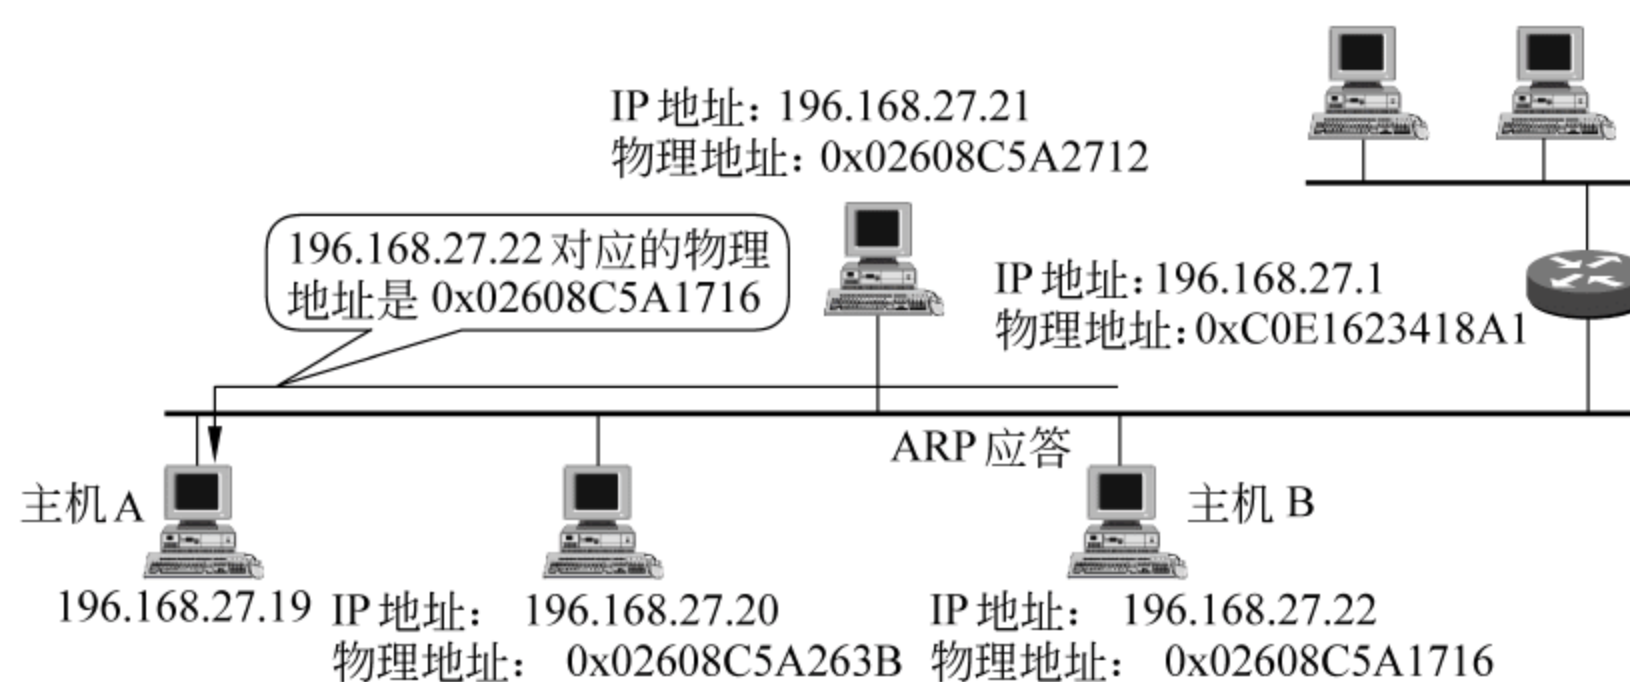 IP 地址：196.168.27.21
物理地址：0x02608C5A2712
196.168.27.22 对应的物理
地址是 0x02608C5A1716
IP 地址：196.168.27.1
物理地址：0xC0E1623418A1
ARP 应答
主机 A
主机 B
196.168.27.19
IP 地址： 196.168.27.20
物理地址： 0x02608C5A263B
IP 地址： 196.168.27.22
物理地址： 0x02608C5A1716